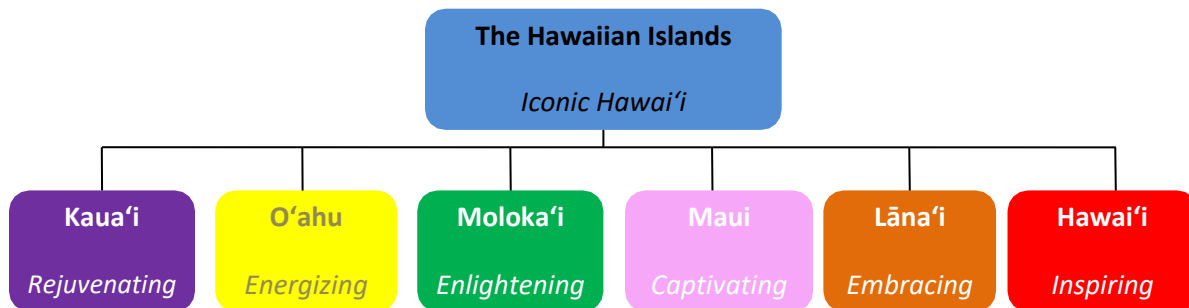 The Hawaiian Islands
Iconic Hawaiʻi
Kauaʻi
Rejuvenating
Oʻahu
Energizing
Molokaʻi
Enlightening
Maui
Captivating
Lānaʻi
Embracing
Hawaiʻi
Inspiring